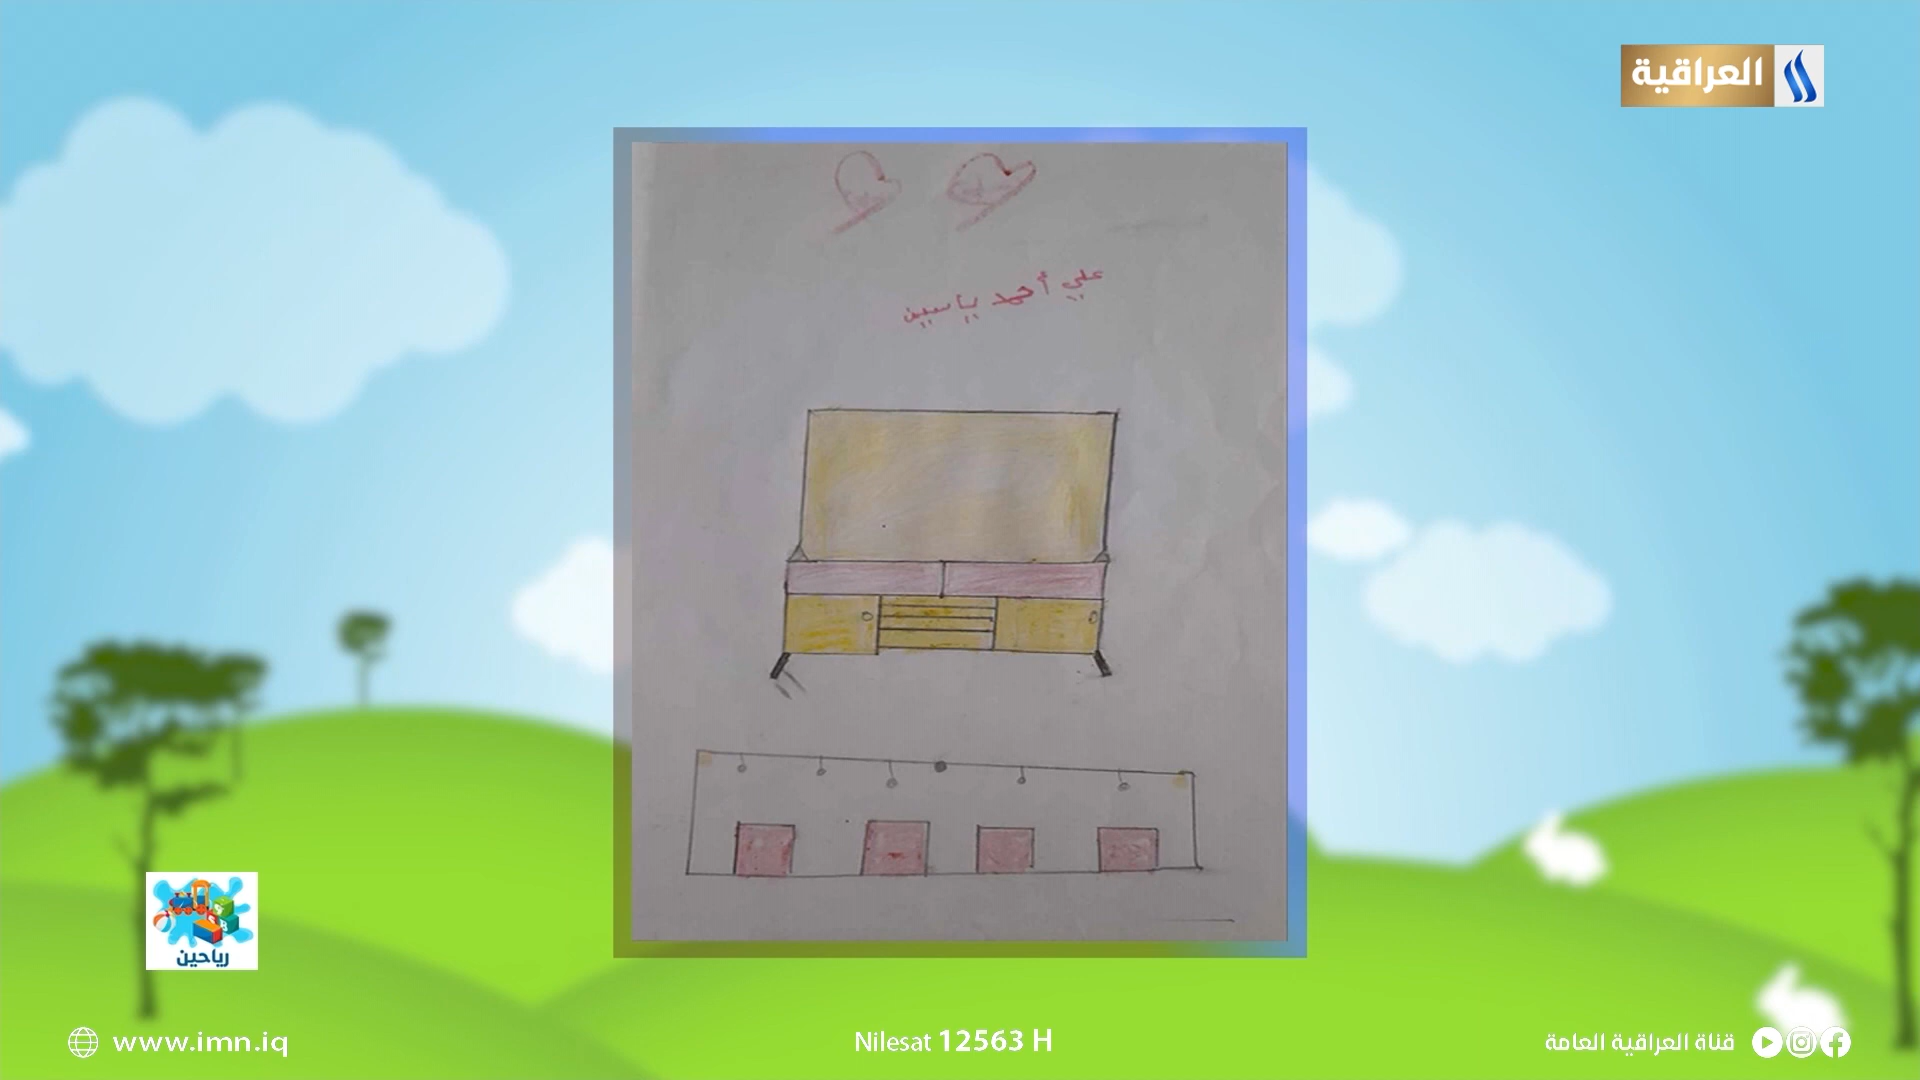 العراقية
علي أحمد ياسين
رياحين
www.imn.iq
Nilesat 12563 H
قناة العراقية العامة